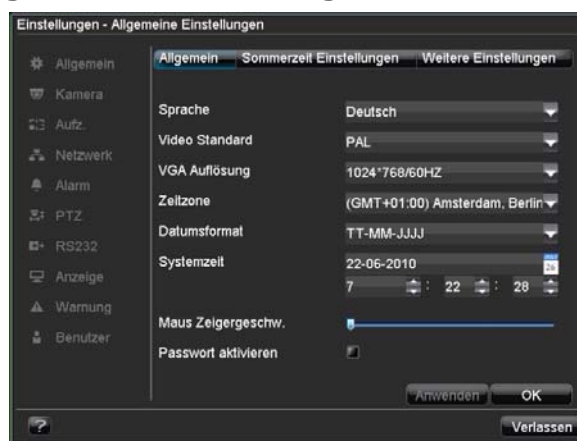 Einstellungen - Allgemeine Einstellungen
Allgemein
Kamera
Aufz.
Netzwerk
Alarm
PTZ
RS232
Anzeige
Warnung
Benutzer
Allgemein Sommerzeit Einstellungen Weitere Einstellungen
Sprache Deutsch
Video Standard PAL
VGA Auflösung 1024*768/60HZ
Zeitzone (GMT+01:00) Amsterdam, Berlin
Datumsformat TT-MM-JJJJ
Systemzeit 22-06-2010 26
7 : 22 : 28
Maus Zeigergeschw.
Passwort aktivieren
Anwenden OK
? Verlassen